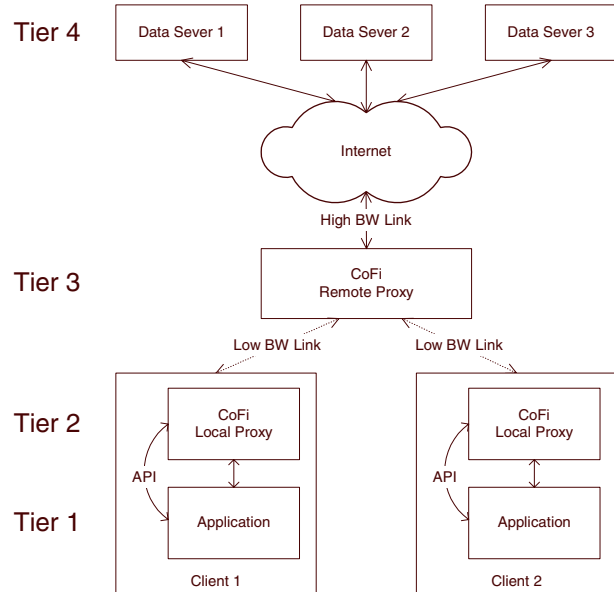 Tier 4
Data Sever 1
Data Sever 2
Data Sever 3
Internet
High BW Link
Tier 3
CoFi
Remote Proxy
Low BW Link
Low BW Link
Tier 2
CoFi
Local Proxy
CoFi
Local Proxy
API
API
Tier 1
Application
Application
Client 1
Client 2